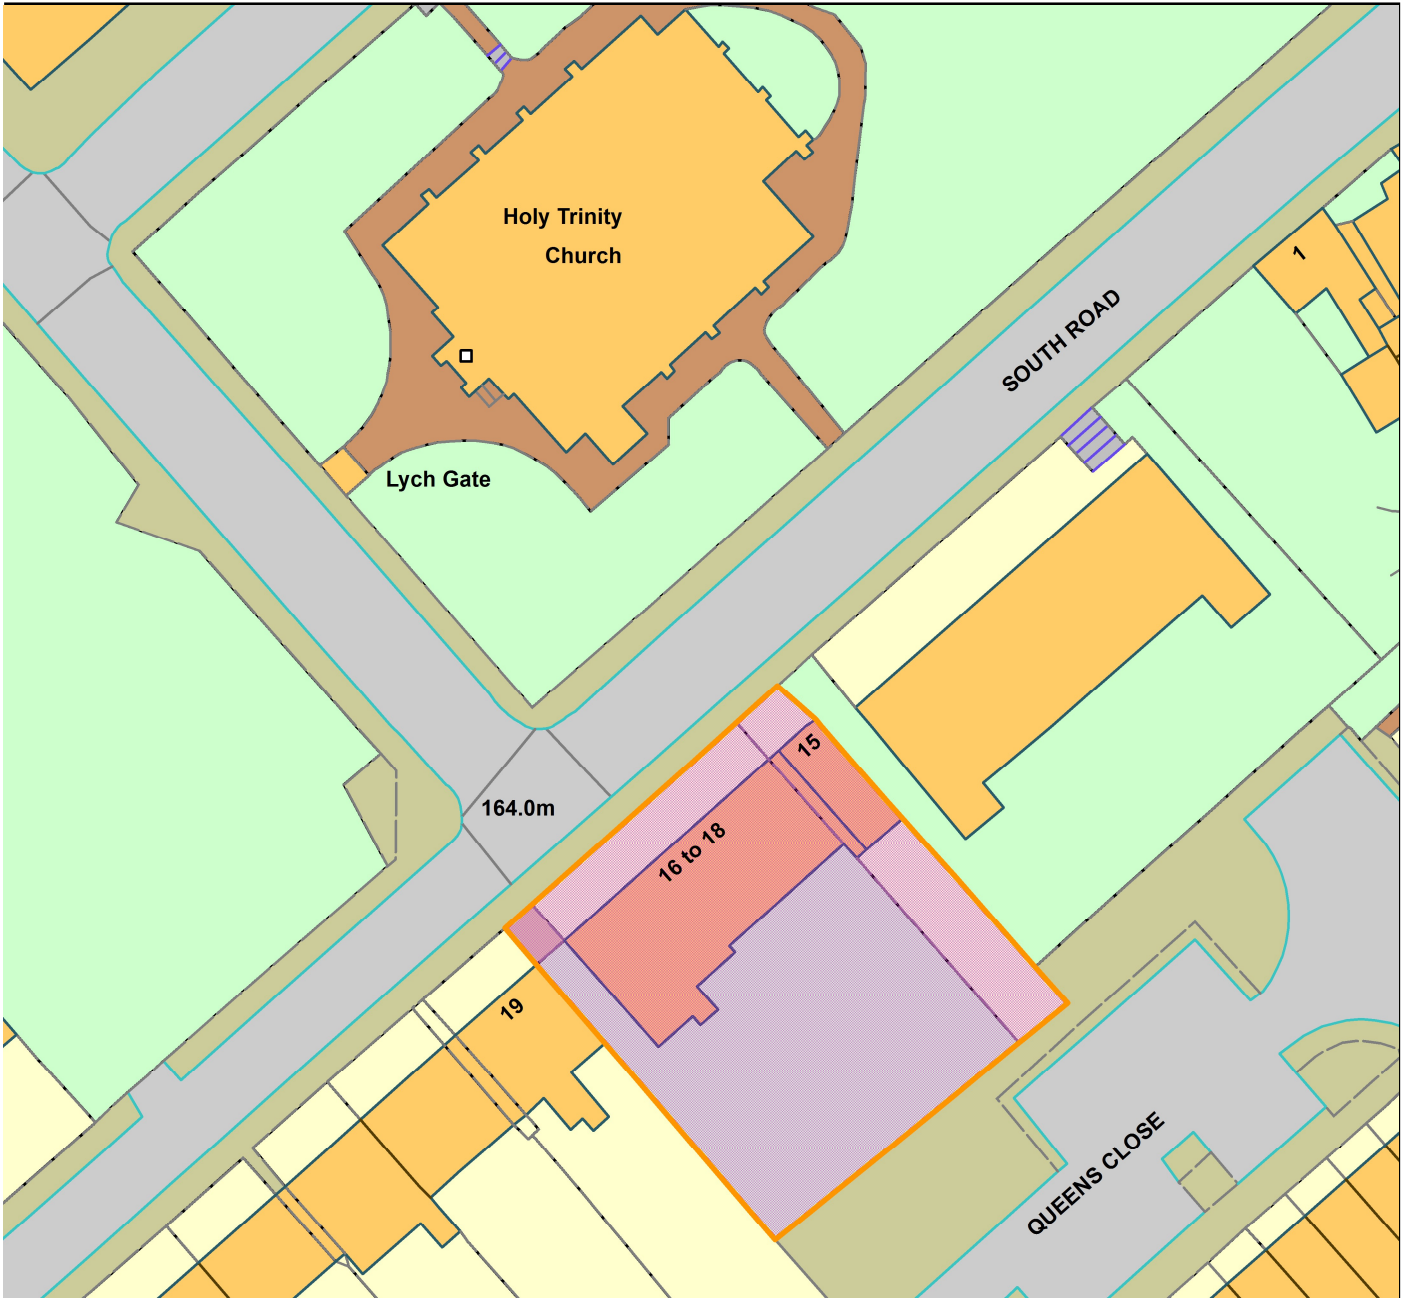 Holy Trinity
Church
1
SOUTH ROAD
Lych Gate
15
164.0m
16 to 18
19
QUEENS CLOSE